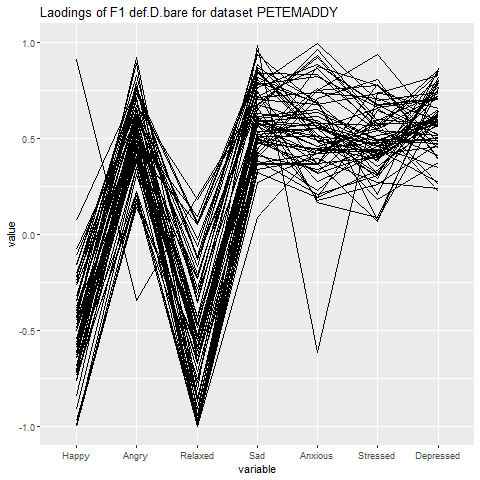 Laodings of F1 def.D.bare for dataset PETEMADDY
1.0
0.5
0.0
-0.5
-1.0
value
Happy Angry Relaxed Sad Anxious Stressed Depressed
variable